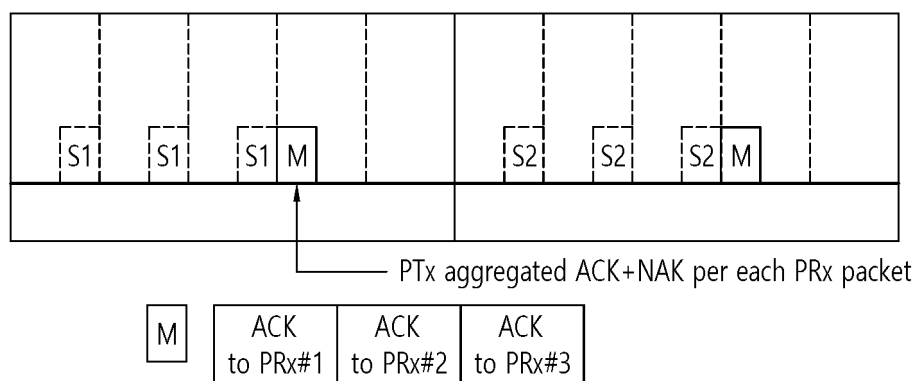 S1 S1 S1 M S2 S2 S2 M
PTx aggregated ACK+NAK per each PRx packet
M ACK to PRx#1 ACK to PRx#2 ACK to PRx#3